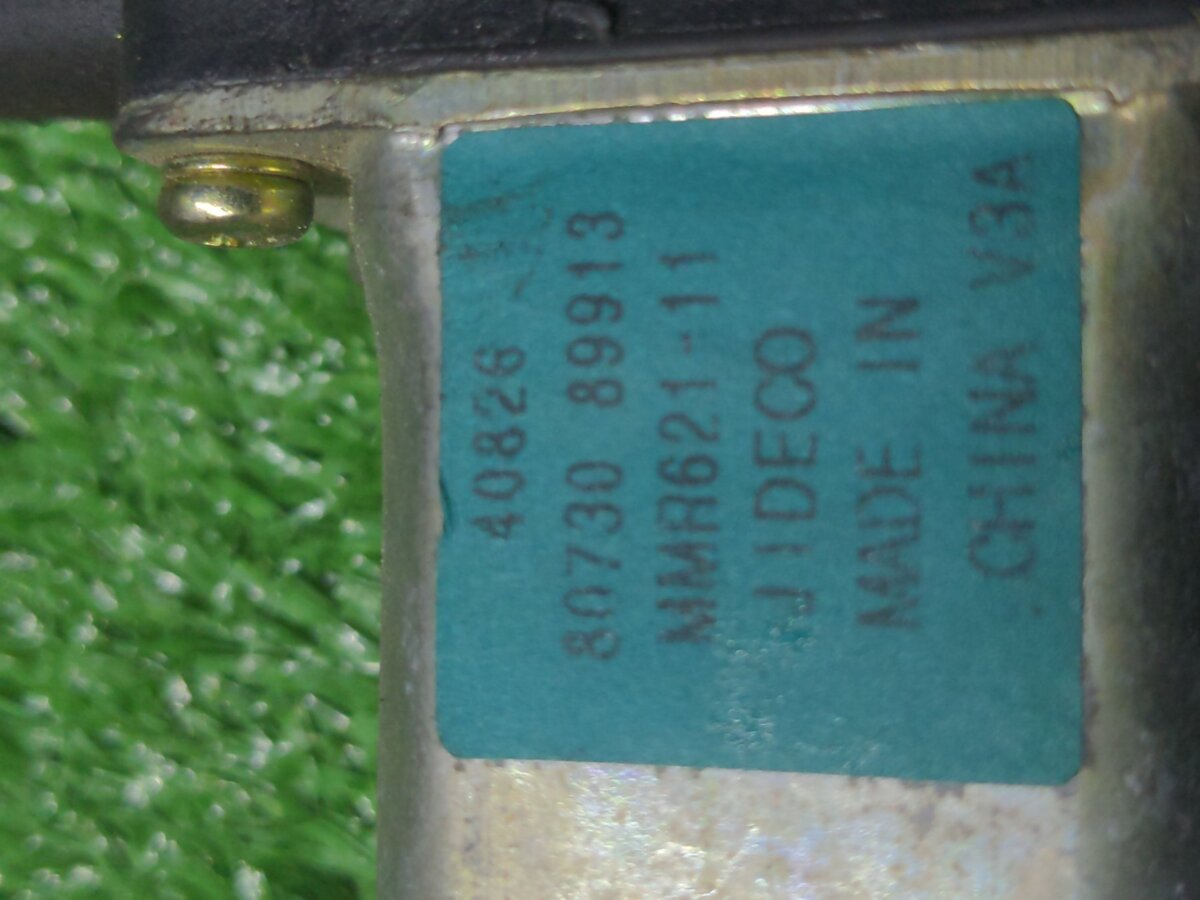 40826
80730 89913
MMR621-11
JIDECO
MADE IN
CHINA V3A